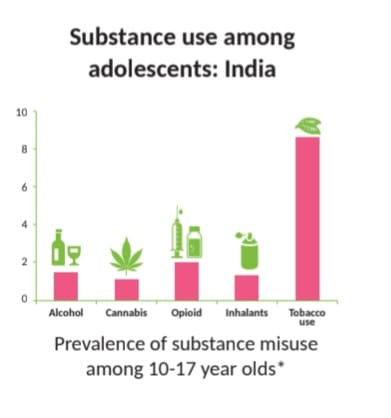 Substance use among
adolescents: India
10
8
6
4
2
0
Alcohol
Cannabis
Opioid
Inhalants
Tobacco
use
Prevalence of substance misuse
among 10-17 year olds*